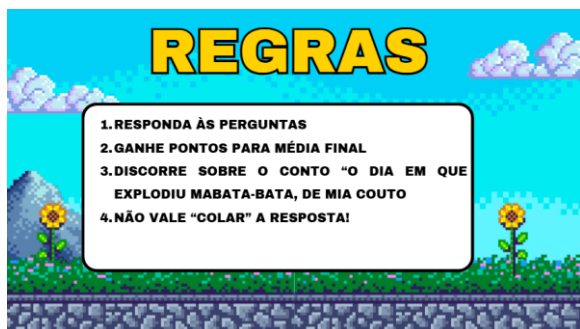 REGRAS
1. RESPONDA ÀS PERGUNTAS
2. GANHE PONTOS PARA MÉDIA FINAL
3. DISCORRE SOBRE O CONTO “O DIA EM QUE
EXPLODIU MABATA-BATA, DE MIA COUTO
4. NÃO VALE “COLAR” A RESPOSTA!